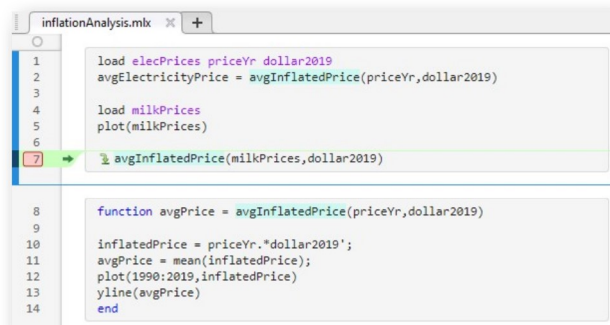 inflationAnalysis.mlx × +
1 load elecPrices priceYr dollar2019
2 avgElectricityPrice = avgInflatedPrice(priceYr,dollar2019)
3
4 load milkPrices
5 plot(milkPrices)
6
7 avgInflatedPrice(milkPrices,dollar2019)
8 function avgPrice = avgInflatedPrice(priceYr,dollar2019)
9
10 inflatedPrice = priceYr.*dollar2019';
11 avgPrice = mean(inflatedPrice);
12 plot(1990:2019,inflatedPrice)
13 yline(avgPrice)
14 end